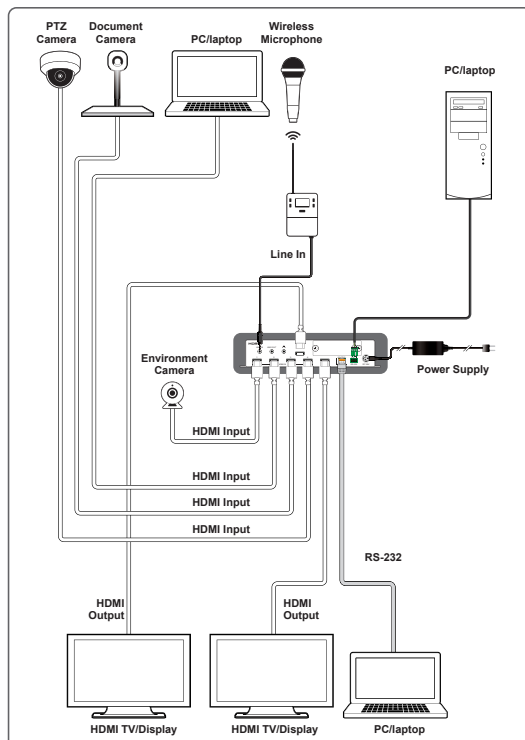 PTZ
Camera
Document
Camera
PC/laptop
Wireless
Microphone
PC/laptop
Line In
Environment
Camera
Power Supply
HDMI Input
HDMI Input
HDMI Input
HDMI Input
RS-232
HDMI
Output
HDMI
Output
HDMI TV/Display
HDMI TV/Display
PC/laptop